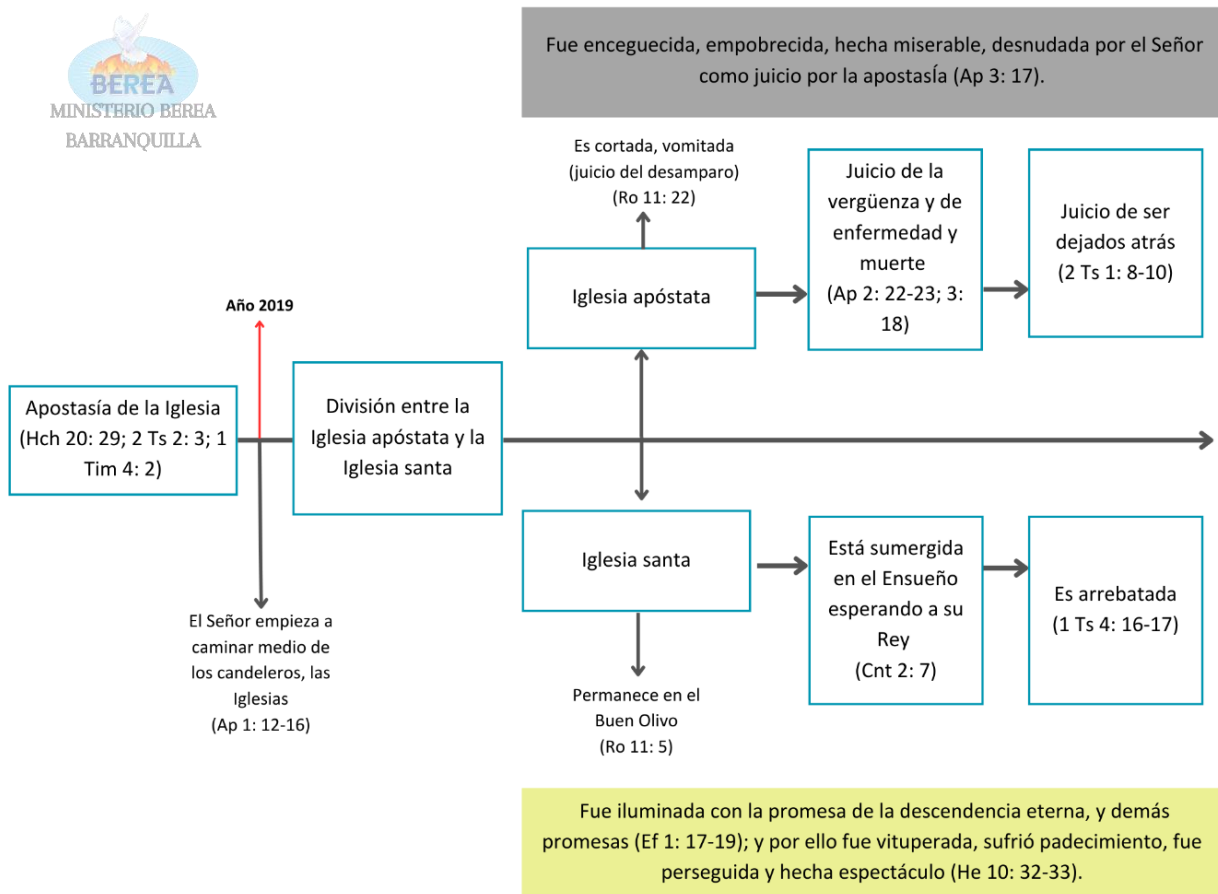 BEREA
MINISTERIO BEREA
BARRANQUILLA
Fue enceguecida, empobrecida, hecha miserable, desnudada por el Señor
como juicio por la apostasÍa (Ap 3: 17).
Es cortada, vomitada
(juicio del desamparo)
(Ro 11: 22)
Iglesia apóstata
Juicio de la
vergüenza y de
enfermedad y
muerte
(Ap 2: 22-23; 3:
18)
Juicio de ser
dejados atrás
(2 Ts 1: 8-10)
Año 2019
Apostasía de la Iglesia
(Hch 20: 29; 2 Ts 2: 3; 1
Tim 4: 2)
División entre la
Iglesia apóstata y la
Iglesia santa
El Señor empieza a
caminar medio de
los candeleros, las
Iglesias
(Ap 1: 12-16)
Iglesia santa
Permanece en el
Buen Olivo
(Ro 11: 5)
Está sumergida
en el Ensueño
esperando a su
Rey
(Cnt 2: 7)
Es arrebatada
(1 Ts 4: 16-17)
Fue iluminada con la promesa de la descendencia eterna, y demás
promesas (Ef 1: 17-19); y por ello fue vituperada, sufrió padecimiento, fue
perseguida y hecha espectáculo (He 10: 32-33).